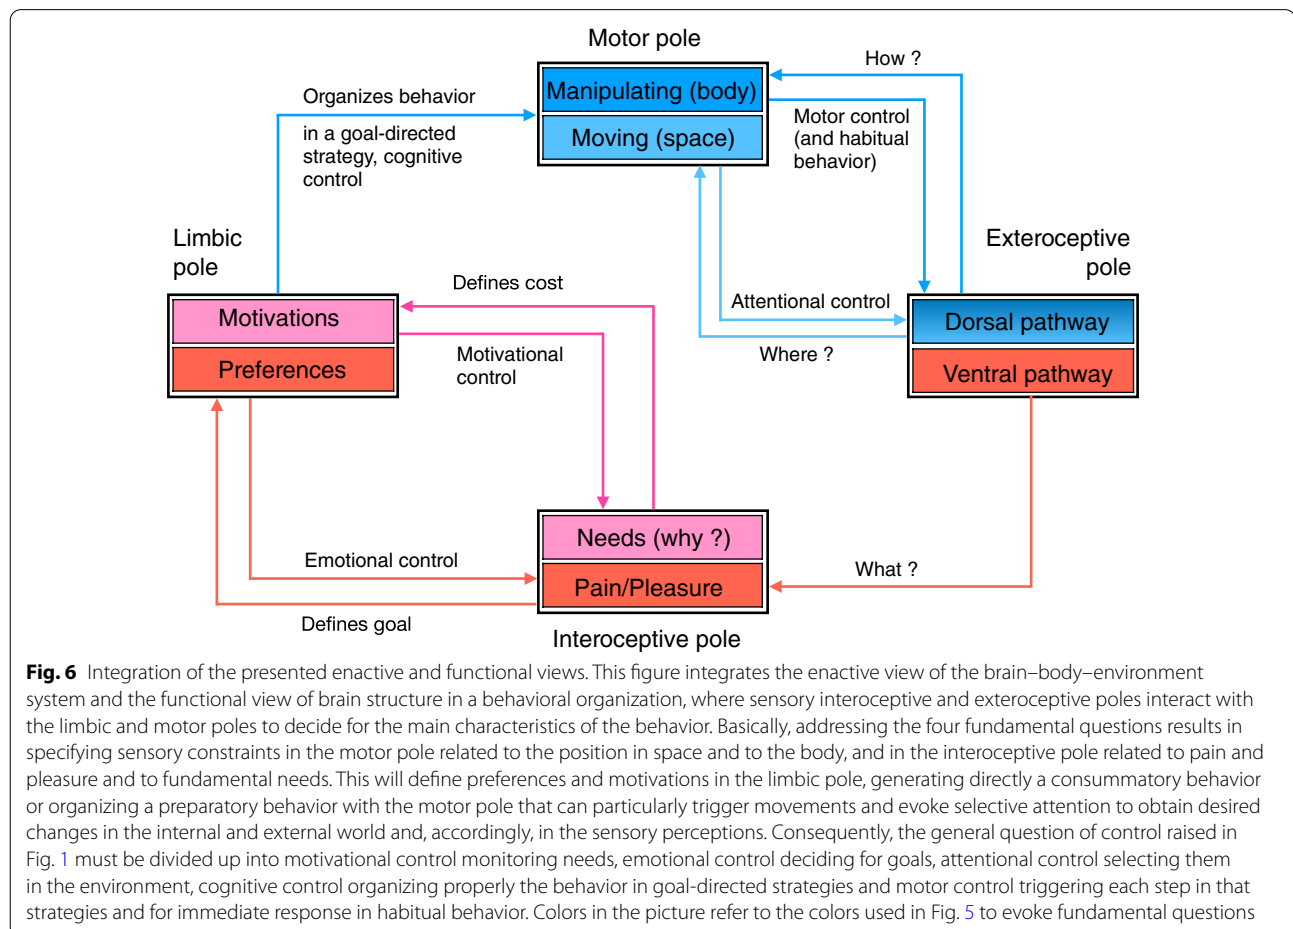 Motor pole
How ?
Manipulating (body)
Moving (space)
Organizes behavior
in a goal-directed
strategy, cognitive
control
Motor control
(and habitual
behavior)
Limbic
pole
Exteroceptive
pole
Defines cost
Attentional control
Motivations
Preferences
Motivational
control
Where ?
Dorsal pathway
Ventral pathway
Needs (why ?)
Pain/Pleasure
Emotional control
What ?
Defines goal
Interoceptive pole
Fig. 6 Integration of the presented enactive and functional views. This figure integrates the enactive view of the brain–body–environment
system and the functional view of brain structure in a behavioral organization, where sensory interoceptive and exteroceptive poles interact with
the limbic and motor poles to decide for the main characteristics of the behavior. Basically, addressing the four fundamental questions results in
specifying sensory constraints in the motor pole related to the position in space and to the body, and in the interoceptive pole related to pain and
pleasure and to fundamental needs. This will define preferences and motivations in the limbic pole, generating directly a consummatory behavior
or organizing a preparatory behavior with the motor pole that can particularly trigger movements and evoke selective attention to obtain desired
changes in the internal and external world and, accordingly, in the sensory perceptions. Consequently, the general question of control raised in
Fig. 1 must be divided up into motivational control monitoring needs, emotional control deciding for goals, attentional control selecting them
in the environment, cognitive control organizing properly the behavior in goal-directed strategies and motor control triggering each step in that
strategies and for immediate response in habitual behavior. Colors in the picture refer to the colors used in Fig. 5 to evoke fundamental questions